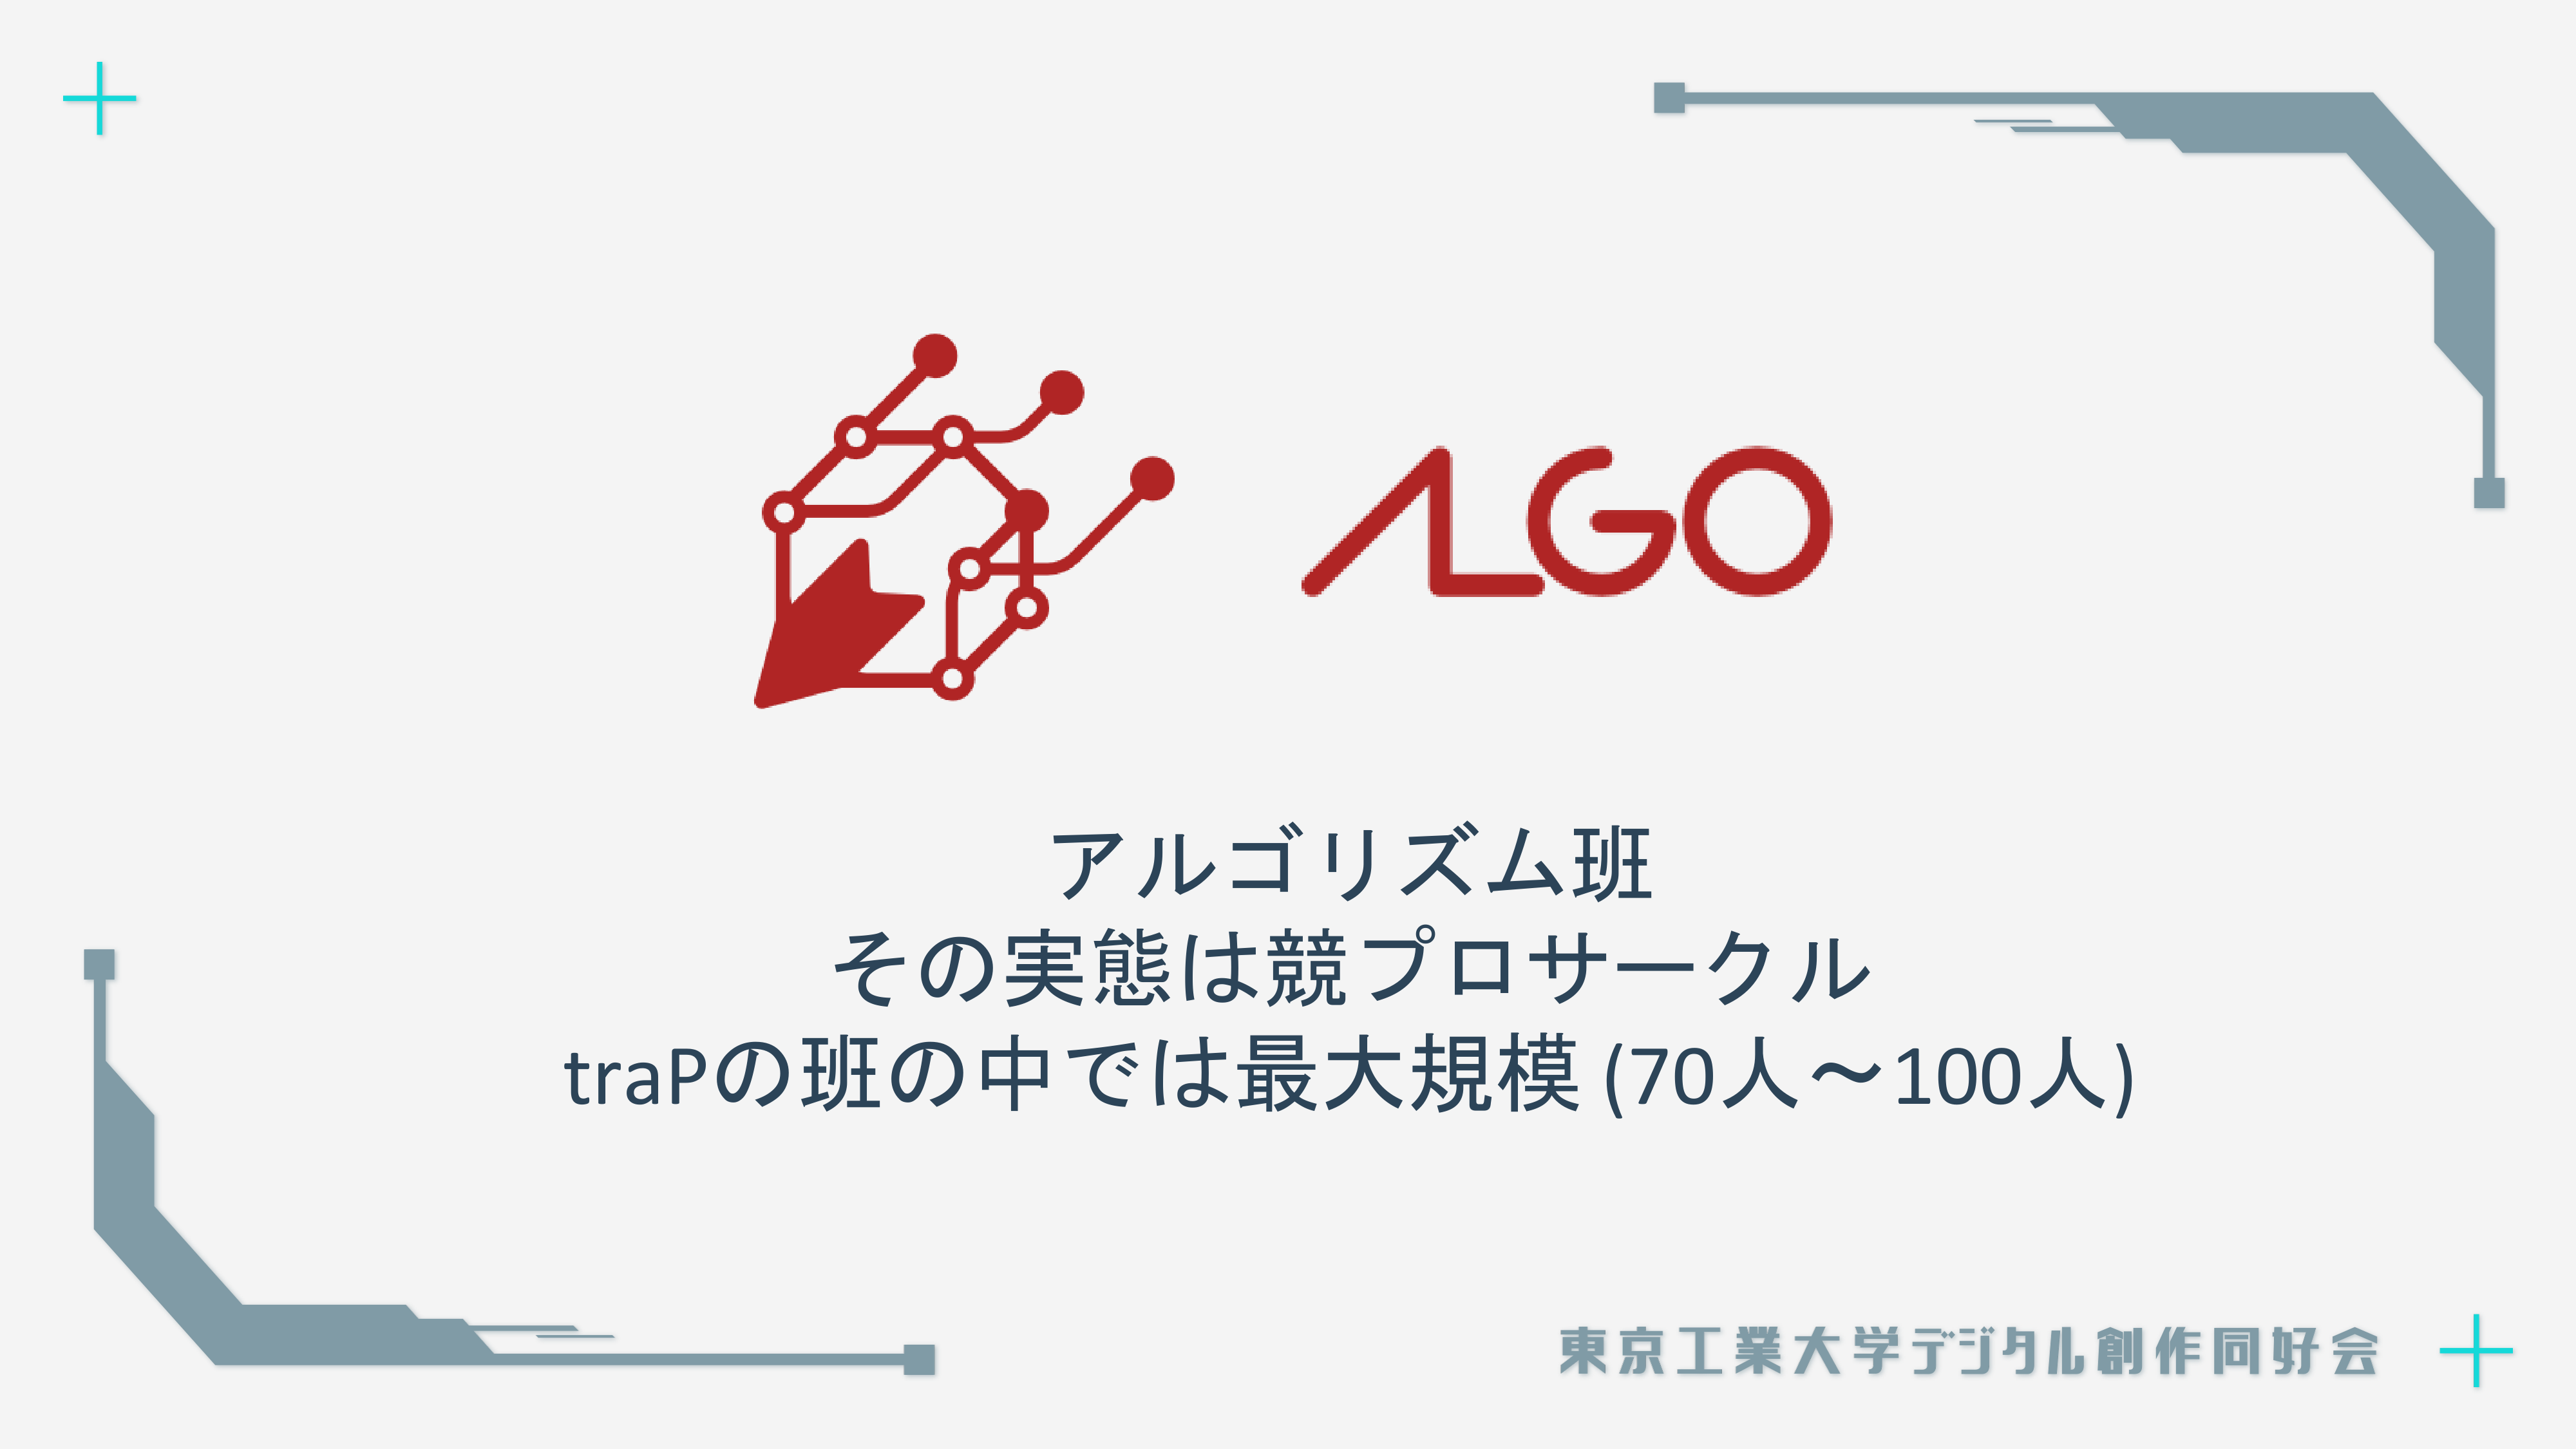 ALGO
アルゴリズム班
その実態は競プロサークル
traPの班の中では最大規模 (70人～100人)
東京工業大学デジタル創作同好会